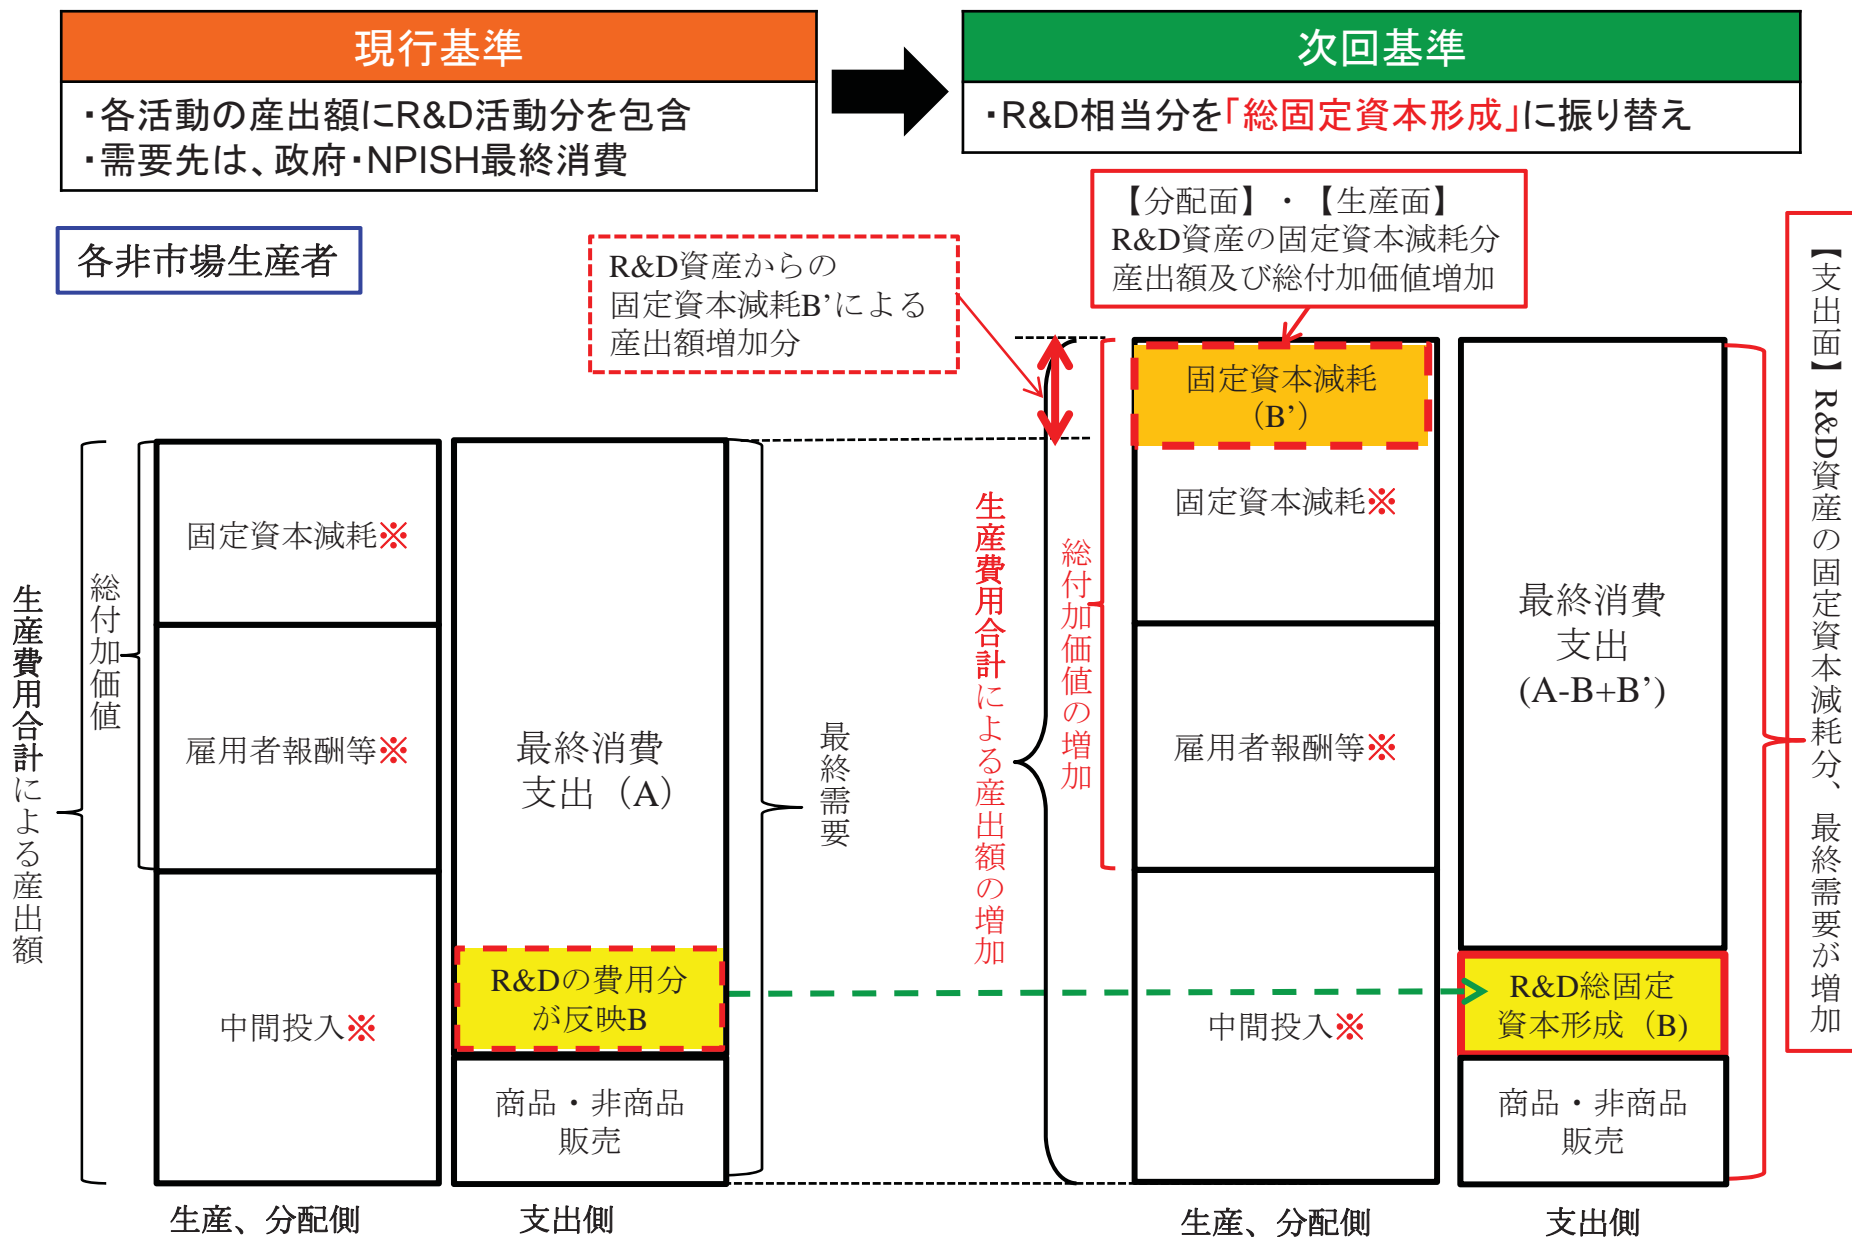 現行基準
・各活動の産出額にR&D活動分を包含
・需要先は、政府・NPISH最終消費
次回基準
・R&D相当分を「総固定資本形成」に振り替え
各非市場生産者
R&D資産からの
固定資本減耗B’による
産出額増加分
【分配面】・【生産面】
R&D資産の固定資本減耗分
産出額及び総付加価値増加
【支出面】R&D資産の固定資本減耗分、最終需要が増加
生産費用合計による産出額
総付加価値
固定資本減耗※
雇用者報酬等※
中間投入※
最終消費
支出（A）
R&Dの費用分
が反映B
商品・非商品
販売
最終需要
生産、分配側
支出側
生産費用合計による産出額の増加
総付加価値の増加
固定資本減耗
（B’）
固定資本減耗※
雇用者報酬等※
中間投入※
最終消費
支出
(A-B+B’)
R&D総固定
資本形成（B)
商品・非商品
販売
生産、分配側
支出側